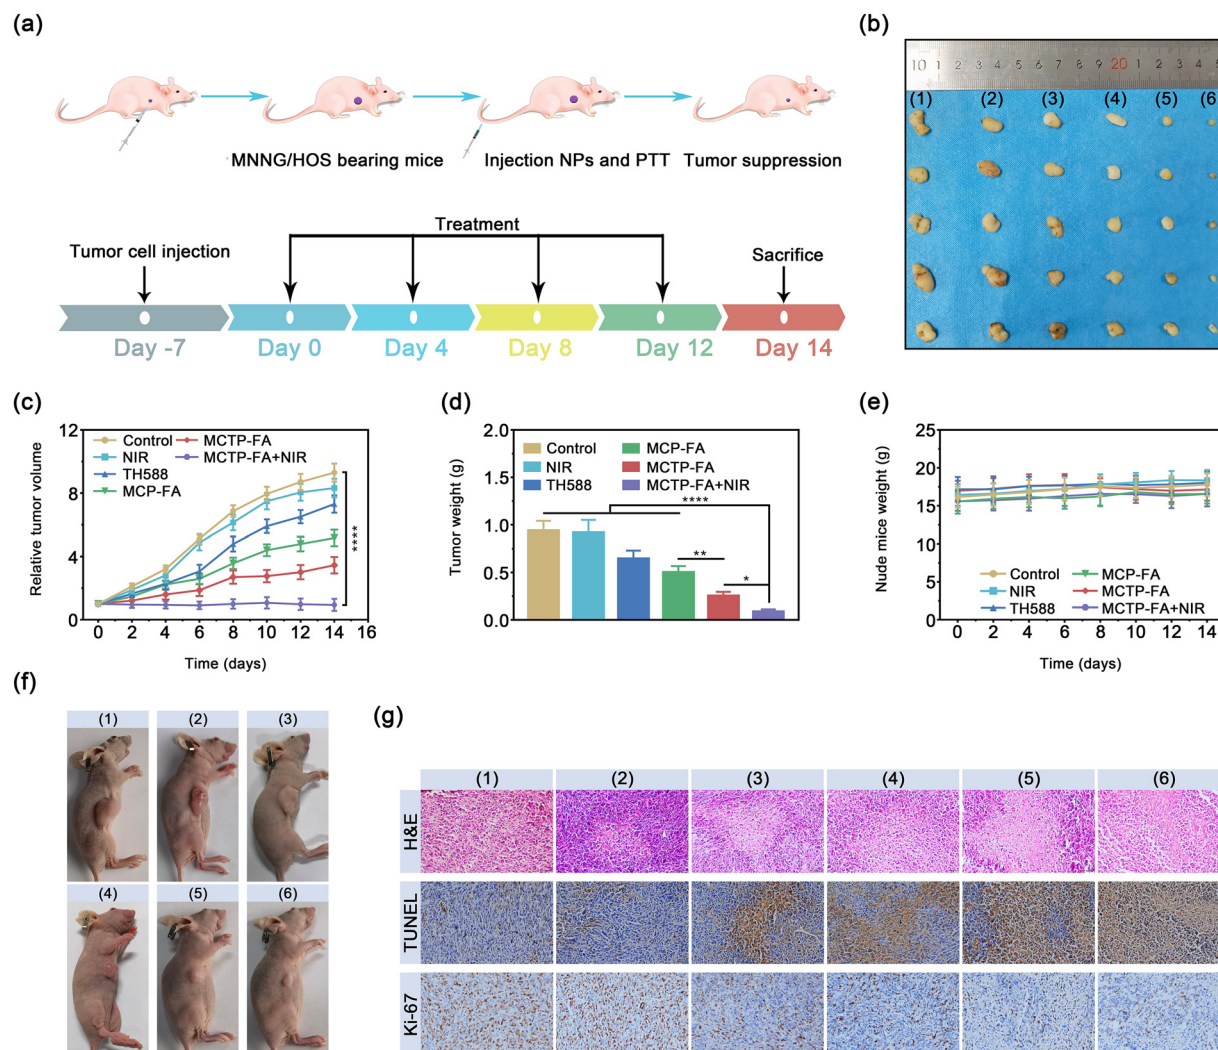 (a)
MNNG/HOS bearing mice
Injection NPs and PTT
Tumor suppression
Treatment
Tumor cell injection
Sacrifice
Day -7
Day 0
Day 4
Day 8
Day 12
Day 14
(b)
10 1 2 3 4 5 6 7 8 9 20 1 2 3 4 5
(1) (2) (3) (4) (5) (6
(c)
Relative tumor volume
12
8
4
0
Control
NIR
TH588
MCP-FA
MCTP-FA
MCTP-FA+NIR
****
0 2 4 6 8 10 12 14 16
Time (days)
(d)
Tumor weight (g)
2.0
1.5
1.0
0.5
0.0
Control
NIR
TH588
MCP-FA
MCTP-FA
MCTP-FA+NIR
****
**
*
(e)
Nude mice weight (g)
25
20
15
10
5
0
Control
NIR
TH588
MCP-FA
MCTP-FA
MCTP-FA+NIR
0 2 4 6 8 10 12 14
Time (days)
(f)
(1) (2) (3)
(4) (5) (6)
(g)
(1) (2) (3) (4) (5) (6)
H&E
TUNEL
Ki-67